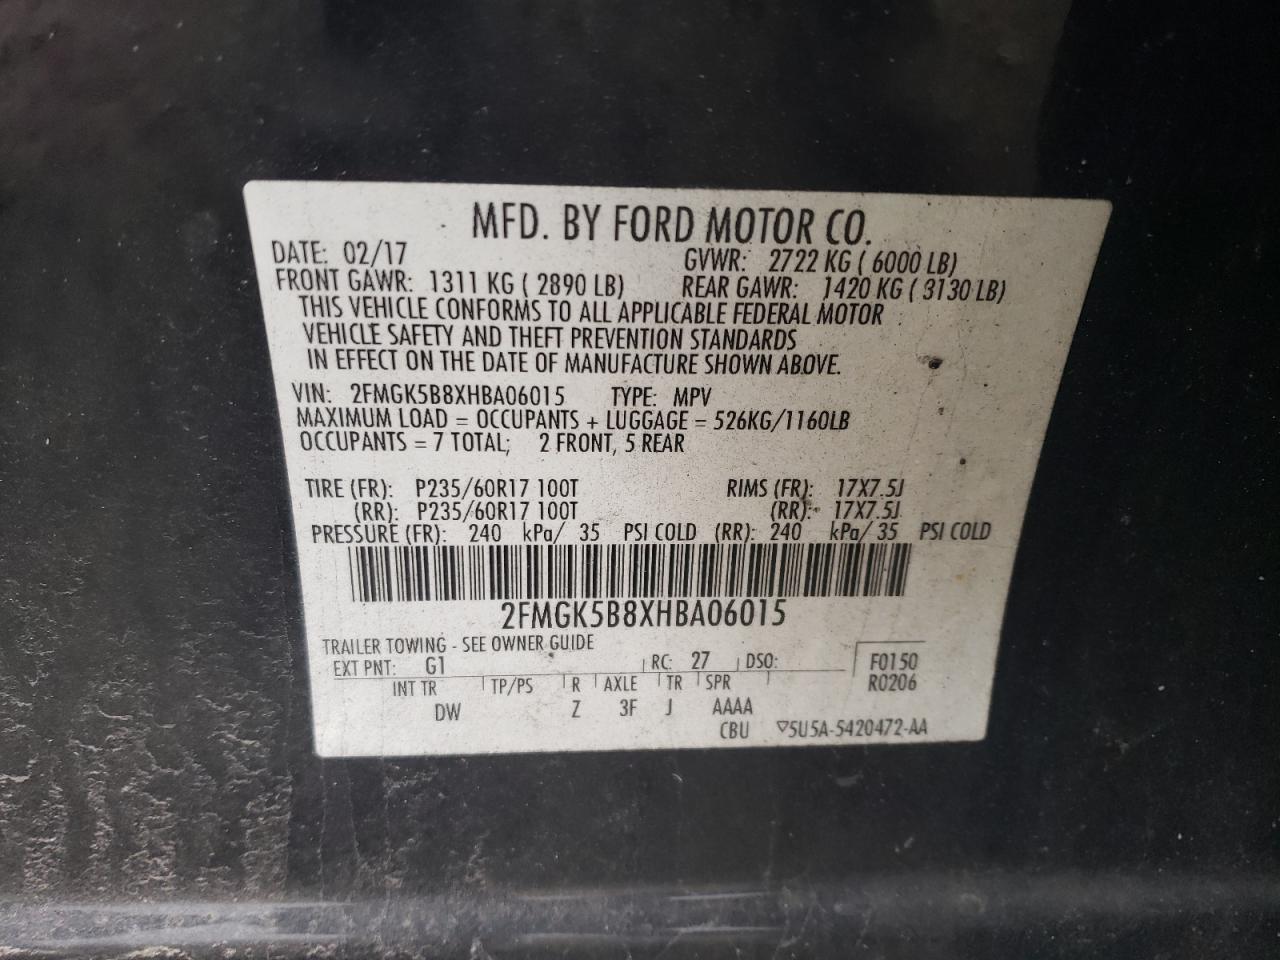 MFD. BY FORD MOTOR CO.
DATE: 02/17 GVWR: 2722 KG ( 6000 LB)
FRONT GAWR: 1311 KG ( 2890 LB) REAR GAWR: 1420 KG ( 3130 LB)
THIS VEHICLE CONFORMS TO ALL APPLICABLE FEDERAL MOTOR
VEHICLE SAFETY AND THEFT PREVENTION STANDARDS
IN EFFECT ON THE DATE OF MANUFACTURE SHOWN ABOVE.
VIN: 2FMGK5B8XHBA06015 TYPE: MPV
MAXIMUM LOAD = OCCUPANTS + LUGGAGE = 526KG/1160LB
OCCUPANTS = 7 TOTAL; 2 FRONT, 5 REAR
TIRE (FR): P235/60R17 100T RIMS (FR): 17X7.5J
(RR): P235/60R17 100T (RR): 17X7.5J
PRESSURE (FR): 240 kPa/ 35 PSI COLD (RR): 240 kPa/ 35 PSI COLD
2FMGK5B8XHBA06015
TRAILER TOWING - SEE OWNER GUIDE
EXT PNT: G1 RC: 27 DSO: F0150
INT TR TP/PS R AXLE TR SPR R0206
DW Z 3F J AAAA
CBU ▽5U5A-5420472-AA